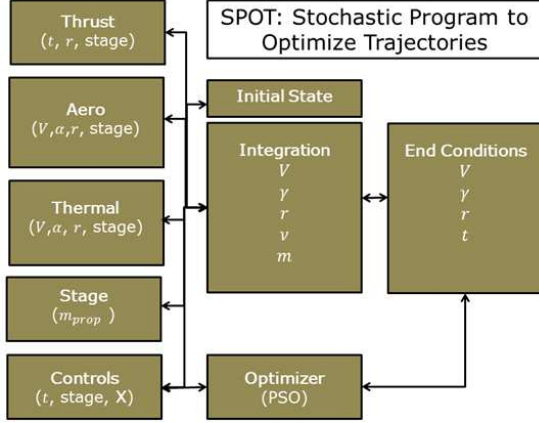 SPOT: Stochastic Program to
Optimize Trajectories
Thrust
(t, r, stage)
Aero
(V,α,r, stage)
Thermal
(V,α, r, stage)
Stage
(m_prop )
Controls
(t, stage, X)
Initial State
Integration
V
γ
r
ν
m
Optimizer
(PSO)
End Conditions
V
γ
r
t